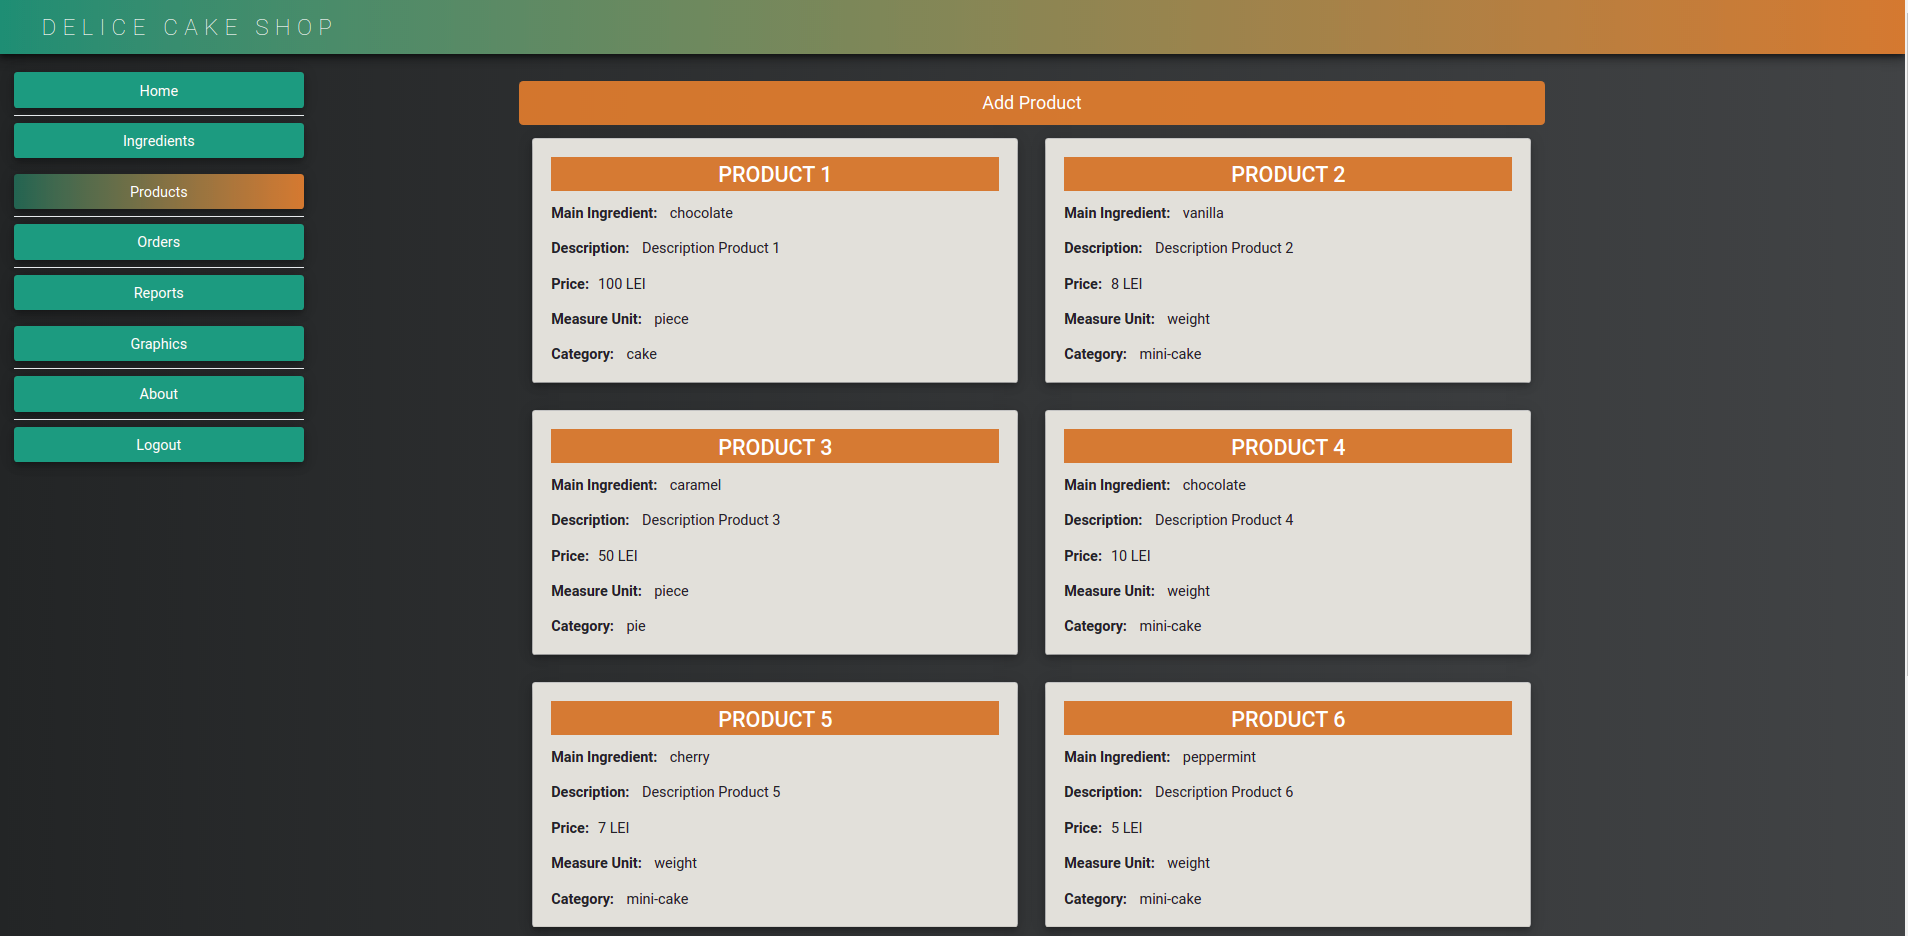 DELICE CAKE SHOP
Home
Ingredients
Products
Orders
Reports
Graphics
About
Logout
Add Product
PRODUCT 1
Main Ingredient: chocolate
Description: Description Product 1
Price: 100 LEI
Measure Unit: piece
Category: cake
PRODUCT 2
Main Ingredient: vanilla
Description: Description Product 2
Price: 8 LEI
Measure Unit: weight
Category: mini-cake
PRODUCT 3
Main Ingredient: caramel
Description: Description Product 3
Price: 50 LEI
Measure Unit: piece
Category: pie
PRODUCT 4
Main Ingredient: chocolate
Description: Description Product 4
Price: 10 LEI
Measure Unit: weight
Category: mini-cake
PRODUCT 5
Main Ingredient: cherry
Description: Description Product 5
Price: 7 LEI
Measure Unit: weight
Category: mini-cake
PRODUCT 6
Main Ingredient: peppermint
Description: Description Product 6
Price: 5 LEI
Measure Unit: weight
Category: mini-cake